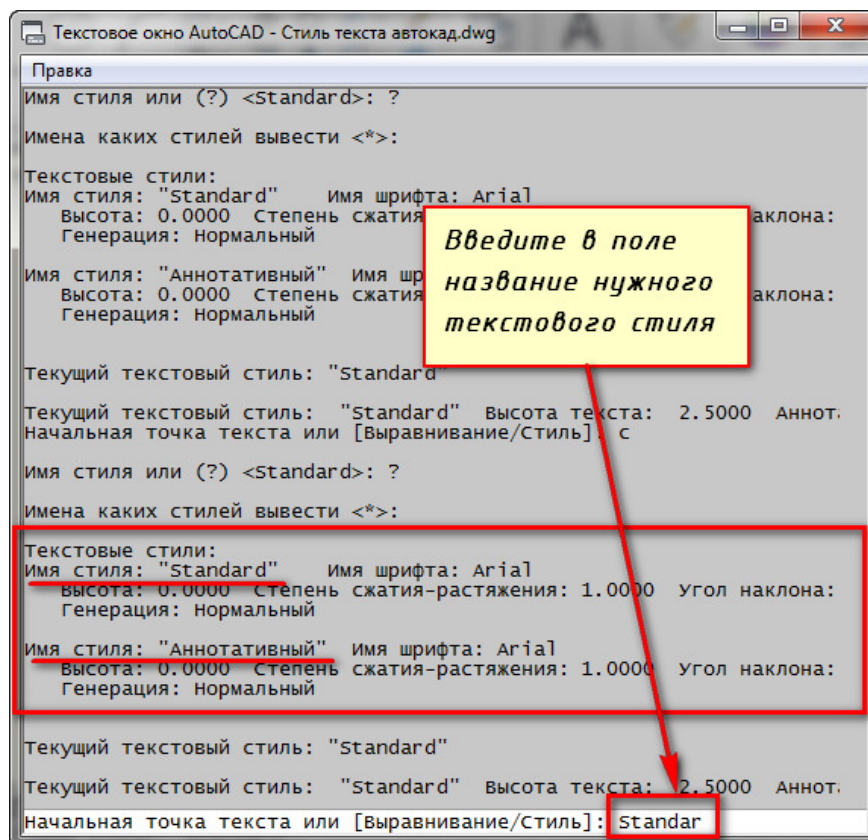 Текстовое окно AutoCAD - Стиль текста автокад.dwg
Правка
Имя стиля или (?) <Standard>: ?
Имена каких стилей вывести <*>:
Текстовые стили:
Имя стиля: "Standard" Имя шрифта: Arial
Высота: 0.0000 Степень сжатия аклона:
Генерация: Нормальный
Имя стиля: "Аннотативный" Имя шр
Высота: 0.0000 Степень сжатия аклона:
Генерация: Нормальный
Введите в поле
название нужного
текстового стиля
Текущий текстовый стиль: "Standard"
Текущий текстовый стиль: "Standard" Высота текста: 2.5000 Аннот
Начальная точка текста или [Выравнивание/Стиль]: с
Имя стиля или (?) <Standard>: ?
Имена каких стилей вывести <*>:
Текстовые стили:
Имя стиля: "Standard" Имя шрифта: Arial
Высота: 0.0000 Степень сжатия-растяжения: 1.0000 Угол наклона:
Генерация: Нормальный
Имя стиля: "Аннотативный" Имя шрифта: Arial
Высота: 0.0000 Степень сжатия-растяжения: 1.0000 Угол наклона:
Генерация: Нормальный
Текущий текстовый стиль: "Standard"
Текущий текстовый стиль: "Standard" Высота текста: 2.5000 Аннот
Начальная точка текста или [Выравнивание/Стиль]: Standar